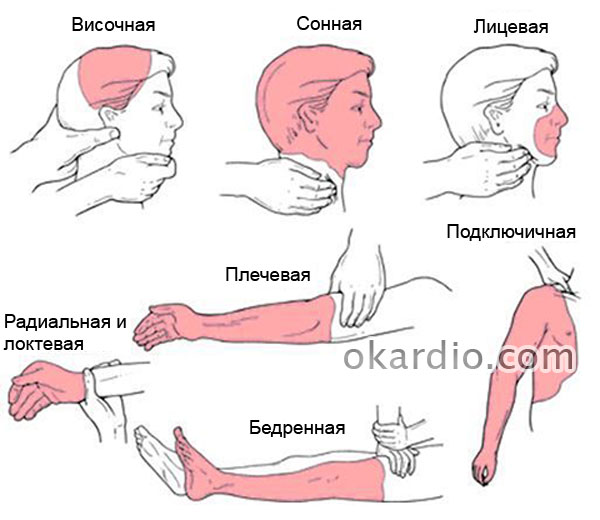 Височная
Сонная
Лицевая
Подключичная
Плечевая
Радиальная и
локтевая
okardio.com
Бедренная